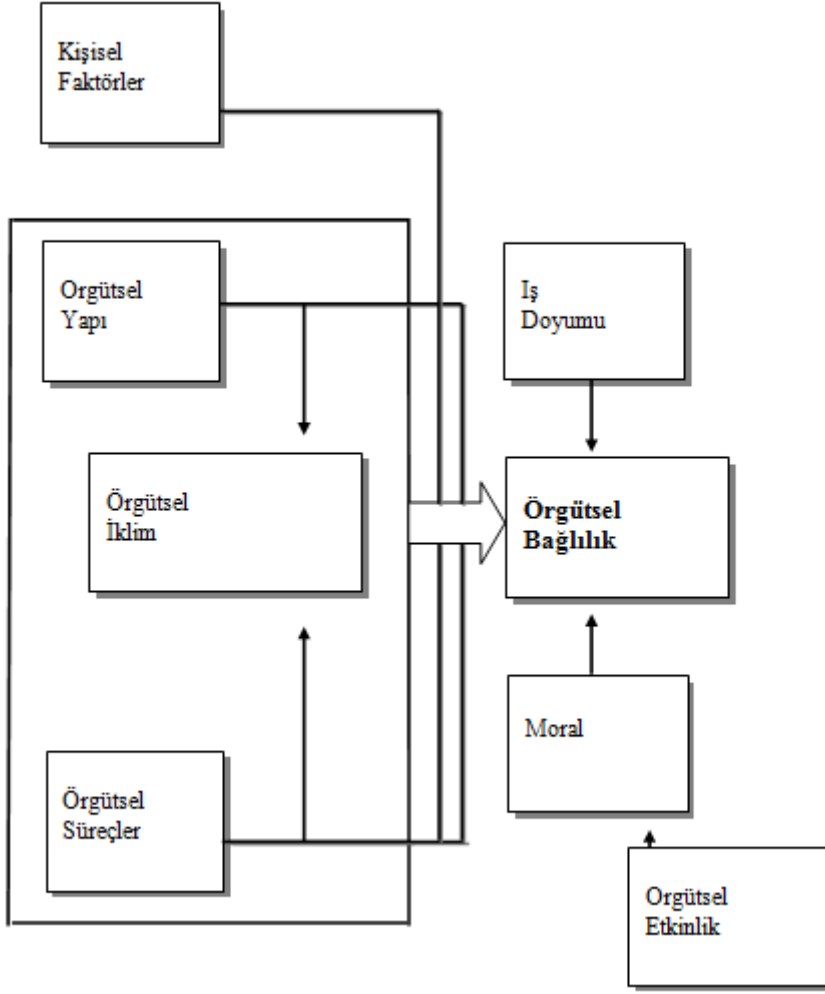 Kişisel
Faktörler
Orgütsel
Yapı
Iş
Doyumu
Örgütsel
İklim
Örgütsel
Bağlılık
Moral
Örgütsel
Süreçler
Orgütsel
Etkinlik